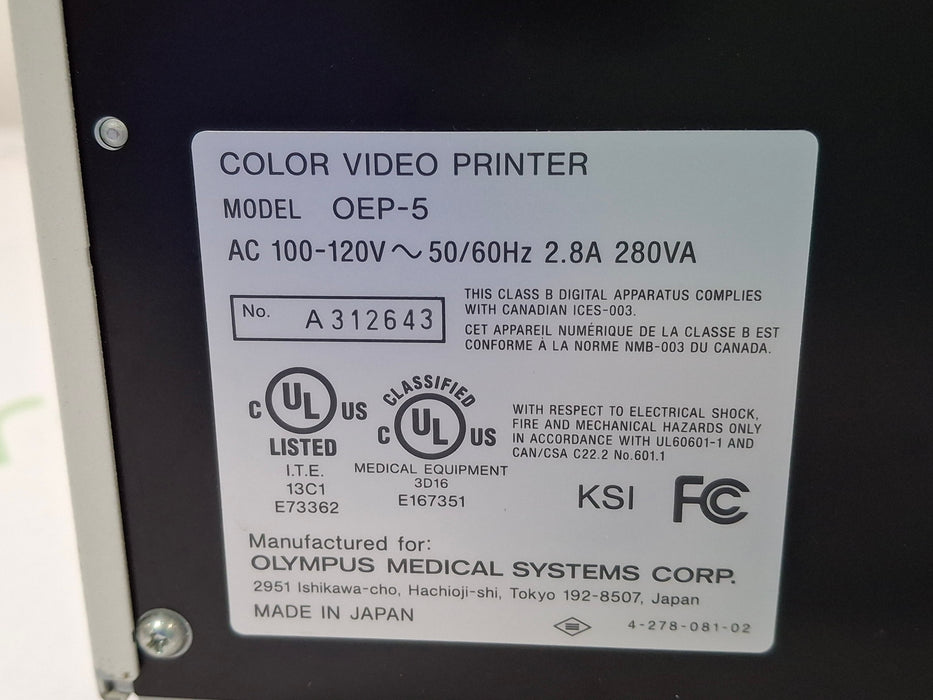 COLOR VIDEO PRINTER
MODEL OEP-5
AC 100-120V ~ 50/60Hz 2.8A 280VA
No. A312643
THIS CLASS B DIGITAL APPARATUS COMPLIES
WITH CANADIAN ICES-003.
CET APPAREIL NUMÉRIQUE DE LA CLASSE B EST
CONFORME À LA NORME NMB-003 DU CANADA.
C UL US
LISTED
I.T.E.
13C1
E73362
CLASSIFIED
C UL US
MEDICAL EQUIPMENT
3D16
E167351
WITH RESPECT TO ELECTRICAL SHOCK,
FIRE AND MECHANICAL HAZARDS ONLY
IN ACCORDANCE WITH UL60601-1 AND
CAN/CSA C22.2 No.601.1
KSI FC
Manufactured for:
OLYMPUS MEDICAL SYSTEMS CORP.
2951 Ishikawa-cho, Hachioji-shi, Tokyo 192-8507, Japan
MADE IN JAPAN
4-278-081-02